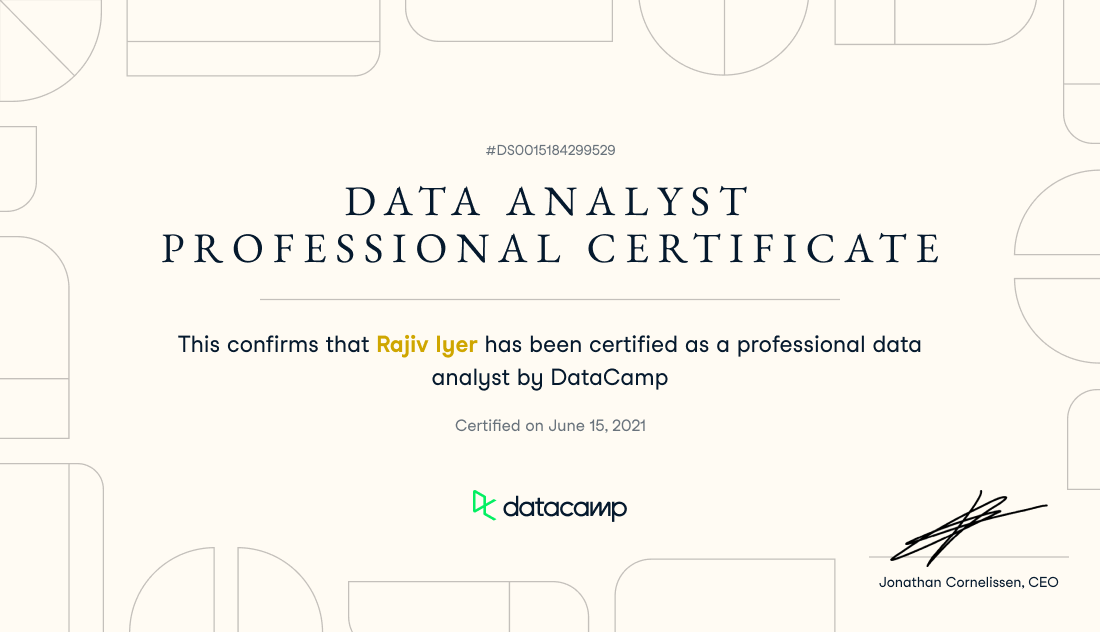 #DS0015184299529
DATA ANALYST
PROFESSIONAL CERTIFICATE
This confirms that Rajiv Iyer has been certified as a professional data
analyst by DataCamp
Certified on June 15, 2021
datacamp
Jonathan Cornelissen, CEO